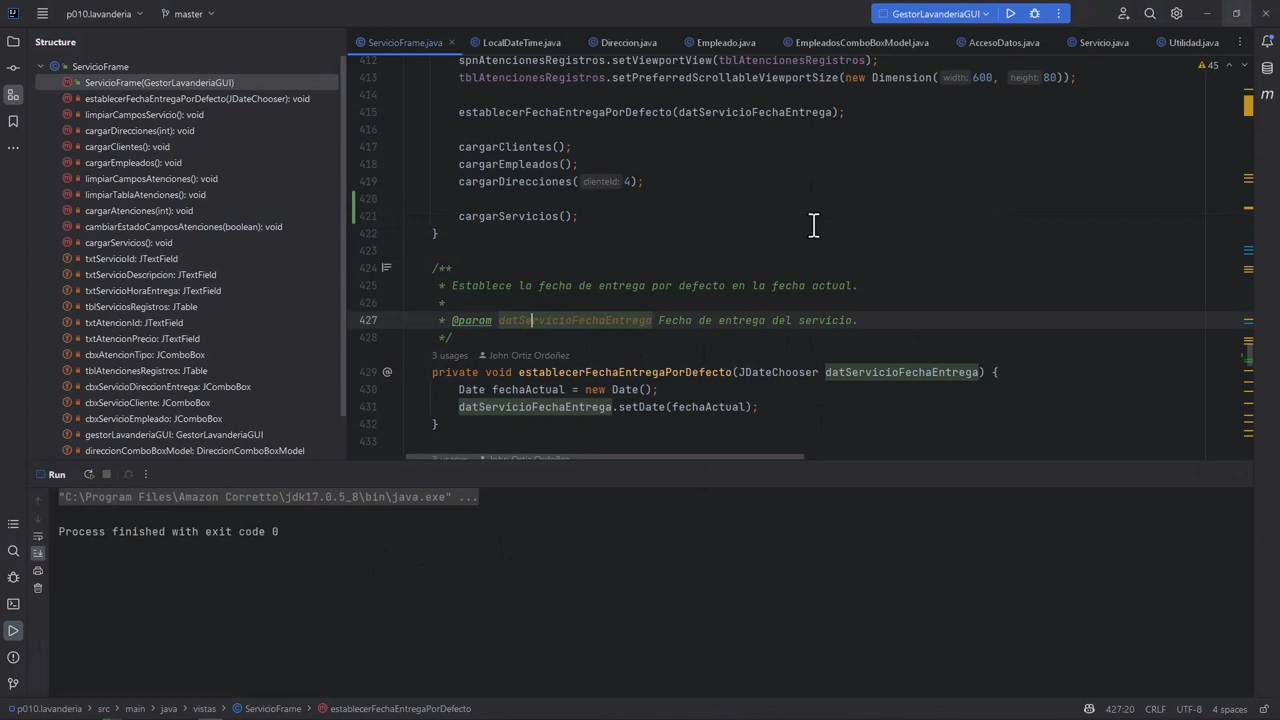 p010.lavanderia
master
GestorLavanderiaGUI
Structure
ServicioFrame.java
LocalDateTime.java
Direccion.java
Empleado.java
EmpleadosComboBoxModel.java
AccesoDatos.java
Servicio.java
Utilidad.java
ServicioFrame
ServicioFrame(GestorLavanderiaGUI)
establecerFechaEntregaPorDefecto(JDateChooser): void
limpiarCamposServicio(): void
cargarDirecciones(int): void
cargarClientes(): void
cargarEmpleados(): void
limpiarCamposAtenciones(): void
limpiarTablaAtenciones(): void
cargarAtenciones(int): void
cambiarEstadoCamposAtenciones(boolean): void
cargarServicios(): void
txtServicioId: JTextField
txtServicioDescripcion: JTextField
txtServicioHoraEntrega: JTextField
tblServiciosRegistros: JTable
txtAtencionId: JTextField
txtAtencionPrecio: JTextField
cbxAtencionTipo: JComboBox
tblAtencionesRegistros: JTable
cbxServicioDireccionEntrega: JComboBox
cbxServicioCliente: JComboBox
cbxServicioEmpleado: JComboBox
gestorLavanderiaGUI: GestorLavanderiaGUI
direccionComboBoxModel: DireccionComboBoxModel
45
412 spnAtencionesRegistros.setViewportView(tblAtencionesRegistros);
413 tblAtencionesRegistros.setPreferredScrollableViewportSize(new Dimension( width: 600, height: 80));
414
415 establecerFechaEntregaPorDefecto(datServicioFechaEntrega);
416
417 cargarClientes();
418 cargarEmpleados();
419 cargarDirecciones( clienteId: 4);
420
421 cargarServicios();
422 }
423
424 /**
425 * Establece la fecha de entrega por defecto en la fecha actual.
426 *
427 * @param datServicioFechaEntrega Fecha de entrega del servicio.
428 */
3 usages John Ortiz Ordoñez
429 private void establecerFechaEntregaPorDefecto(JDateChooser datServicioFechaEntrega) {
430 Date fechaActual = new Date();
431 datServicioFechaEntrega.setDate(fechaActual);
432 }
433
3 usages John Ortiz Ordoñez
Run
"C:\Program Files\Amazon Corretto\jdk17.0.5_8\bin\java.exe" ...
Process finished with exit code 0
p010.lavanderia > src > main > java > vistas > ServicioFrame > establecerFechaEntregaPorDefecto
427:20 CRLF UTF-8 4 spaces